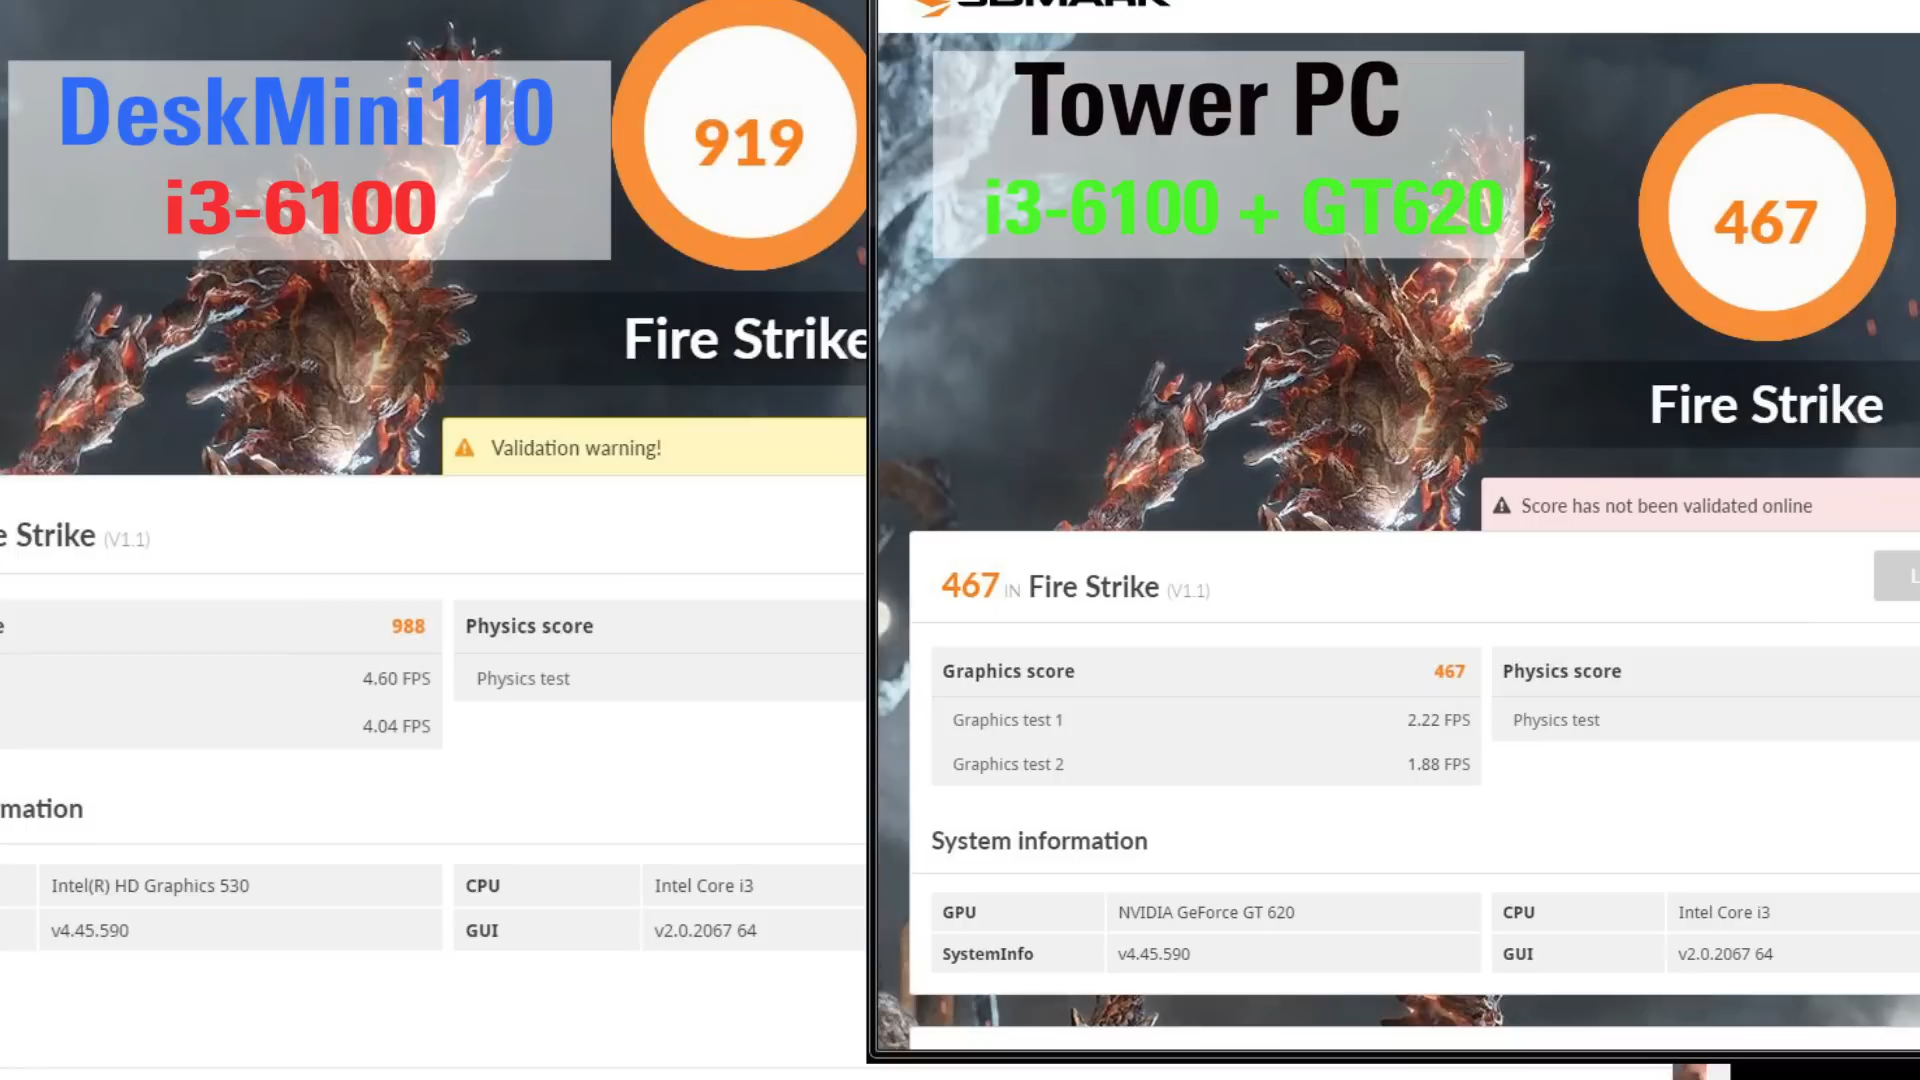 DeskMini110
i3-6100
919
Fire Strike
Validation warning!
e Strike (V1.1)
e 988
4.60 FPS
4.04 FPS
Physics score
Physics test
mation
Intel(R) HD Graphics 530
v4.45.590
CPU Intel Core i3
GUI v2.0.2067 64
3DMARK
Tower PC
i3-6100 + GT620
467
Fire Strike
Score has not been validated online
467 IN Fire Strike (V1.1)
L
Graphics score 467
Graphics test 1 2.22 FPS
Graphics test 2 1.88 FPS
Physics score
Physics test
System information
GPU NVIDIA GeForce GT 620
SystemInfo v4.45.590
CPU Intel Core i3
GUI v2.0.2067 64